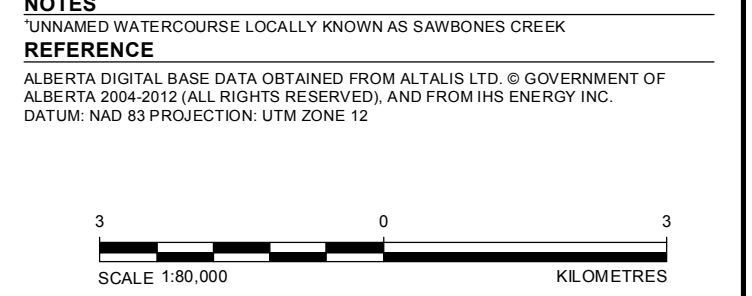 NOTES
⁺UNNAMED WATERCOURSE LOCALLY KNOWN AS SAWBONES CREEK
REFERENCE
ALBERTA DIGITAL BASE DATA OBTAINED FROM ALTALIS LTD. © GOVERNMENT OF
ALBERTA 2004-2012 (ALL RIGHTS RESERVED), AND FROM IHS ENERGY INC.
DATUM: NAD 83 PROJECTION: UTM ZONE 12
3 0 3
SCALE 1:80,000 KILOMETRES